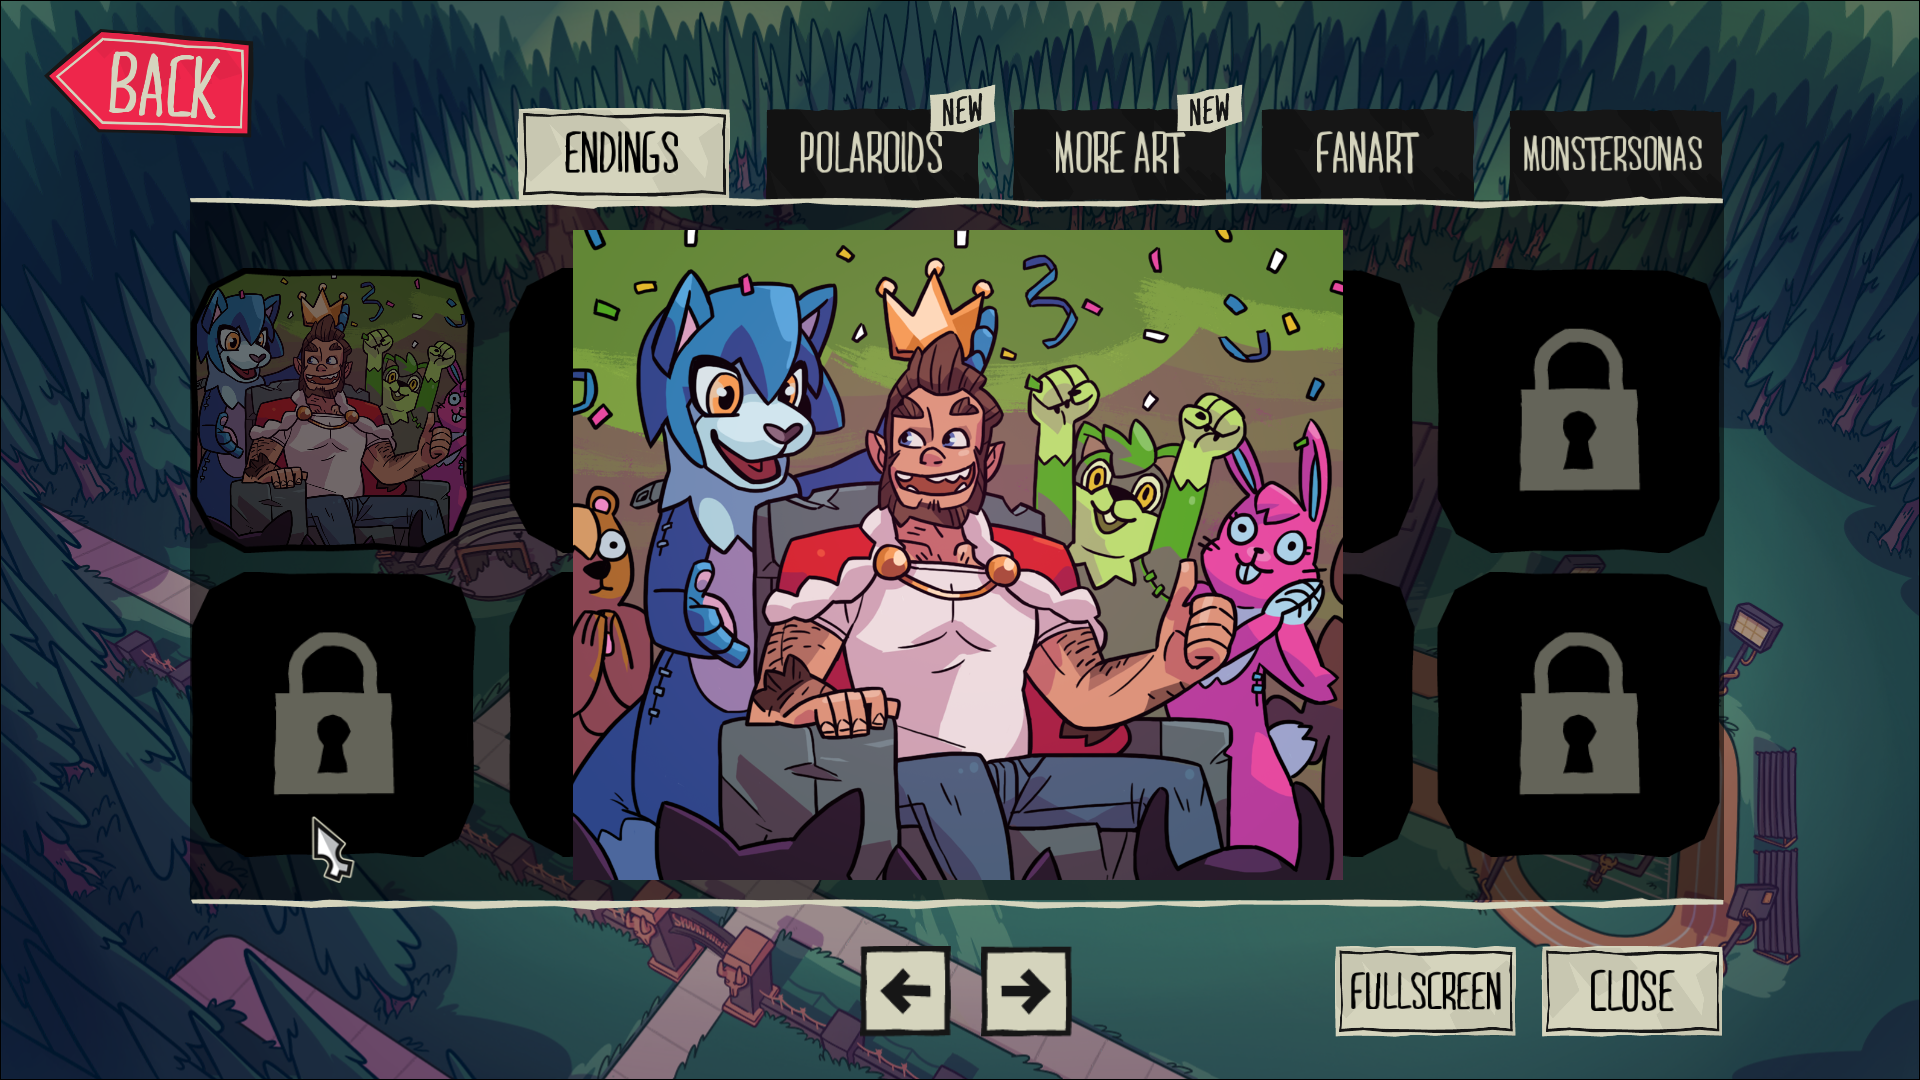 BACK
ENDINGS
POLAROIDS
NEW
MORE ART
NEW
FANART
MONSTERSONAS
FULLSCREEN
CLOSE